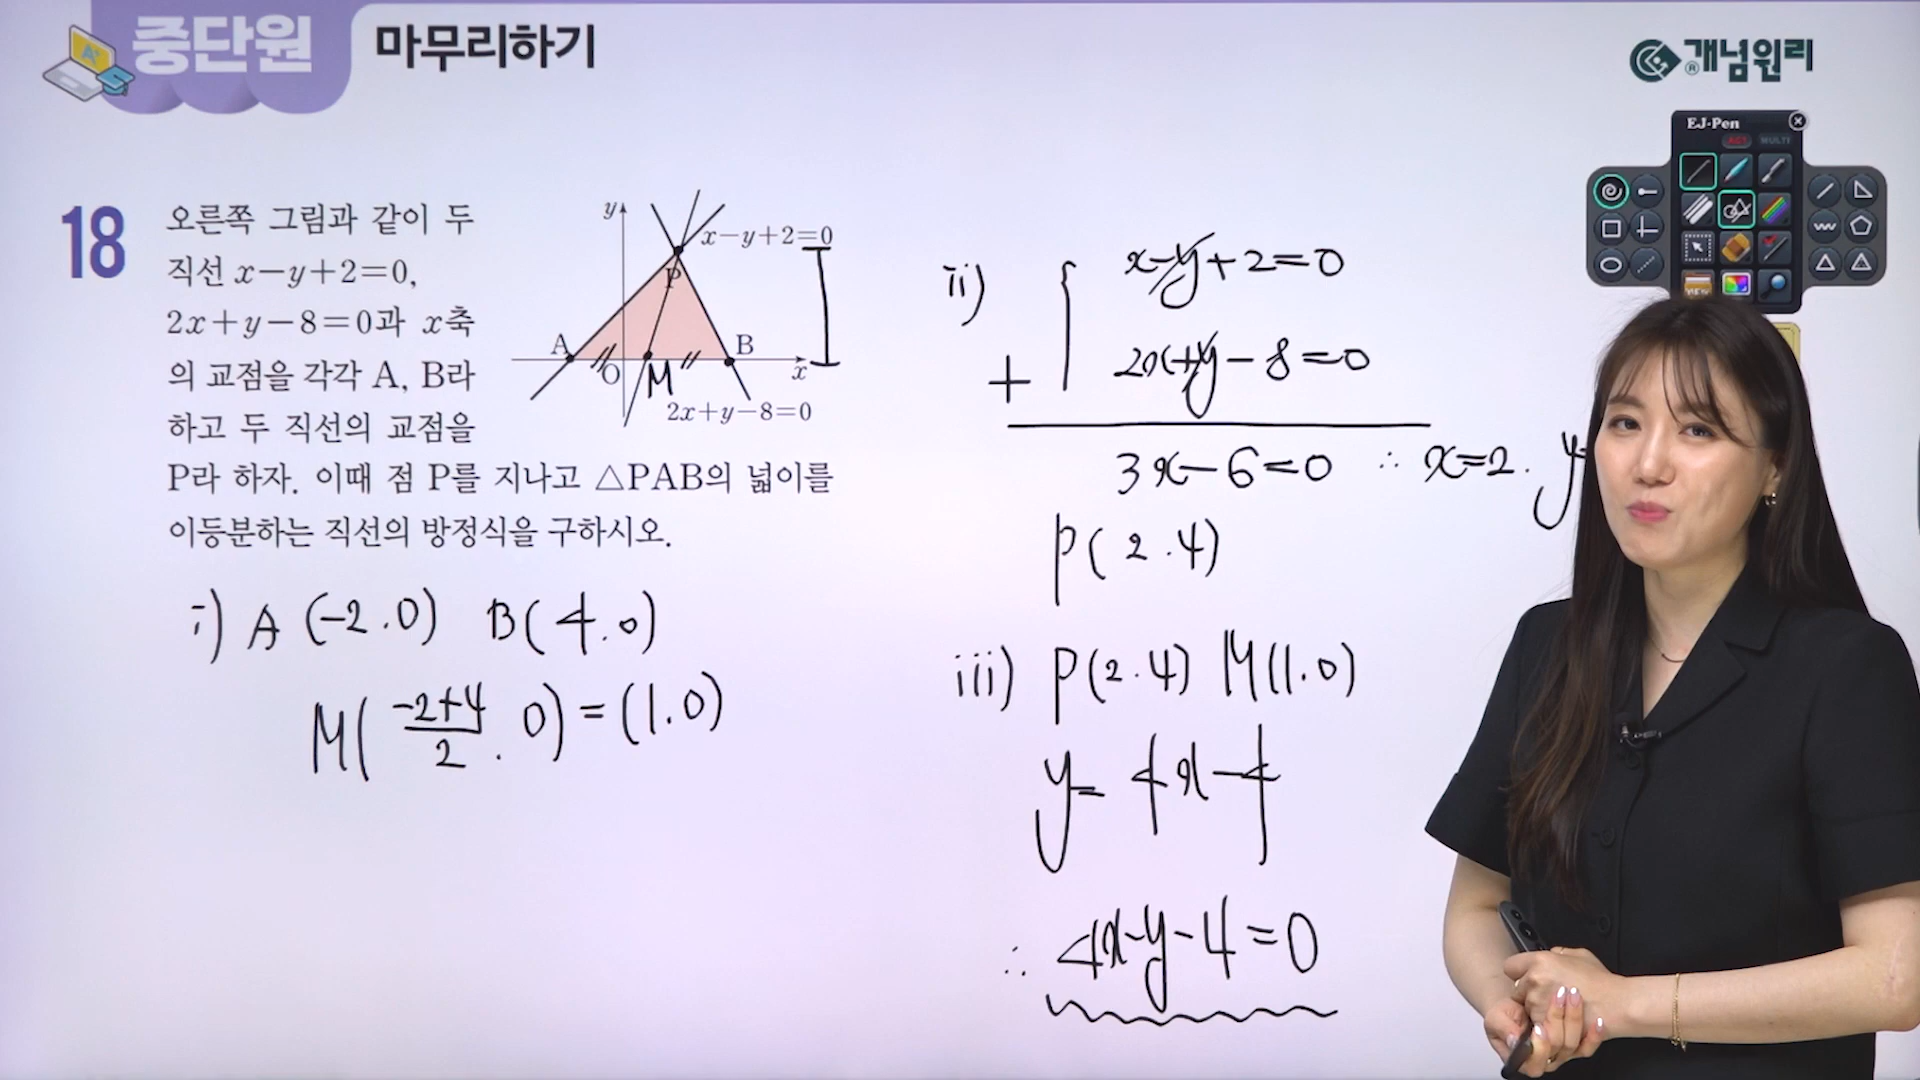 중단원 마무리하기
A+
개념원리
EJ-Pen
MULTI
18
오른쪽 그림과 같이 두
직선 x-y+2=0,
2x+y-8=0과 x축
의 교점을 각각 A, B라
하고 두 직선의 교점을
P라 하자. 이때 점 P를 지나고 △PAB의 넓이를
이등분하는 직선의 방정식을 구하시오.
y
x-y+2=0
P
A
B
O
M
x
2x+y-8=0
i) A (-2.0) B(4.0)
M(\frac{-2+4}{2}.0)=(1.0)
ii) x-y+2=0
+ 2x+y-8=0
3x-6=0 ∴ x=2. y
P(2.4)
iii) P(2.4) M(1.0)
y=4x-4
∴ 4x-y-4=0